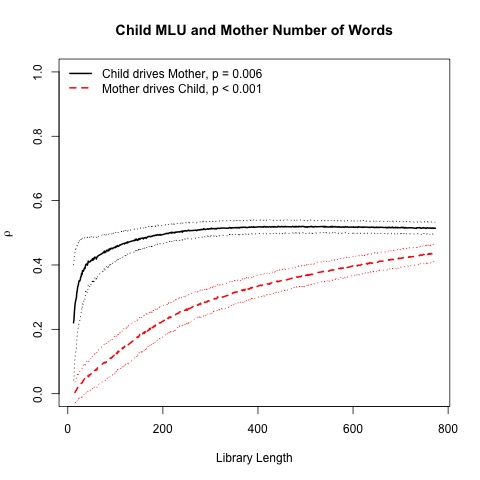 Child MLU and Mother Number of Words
Child drives Mother, p = 0.006
Mother drives Child, p < 0.001
1.0
0.8
0.6
0.4
0.2
0.0
ρ
0 200 400 600 800
Library Length